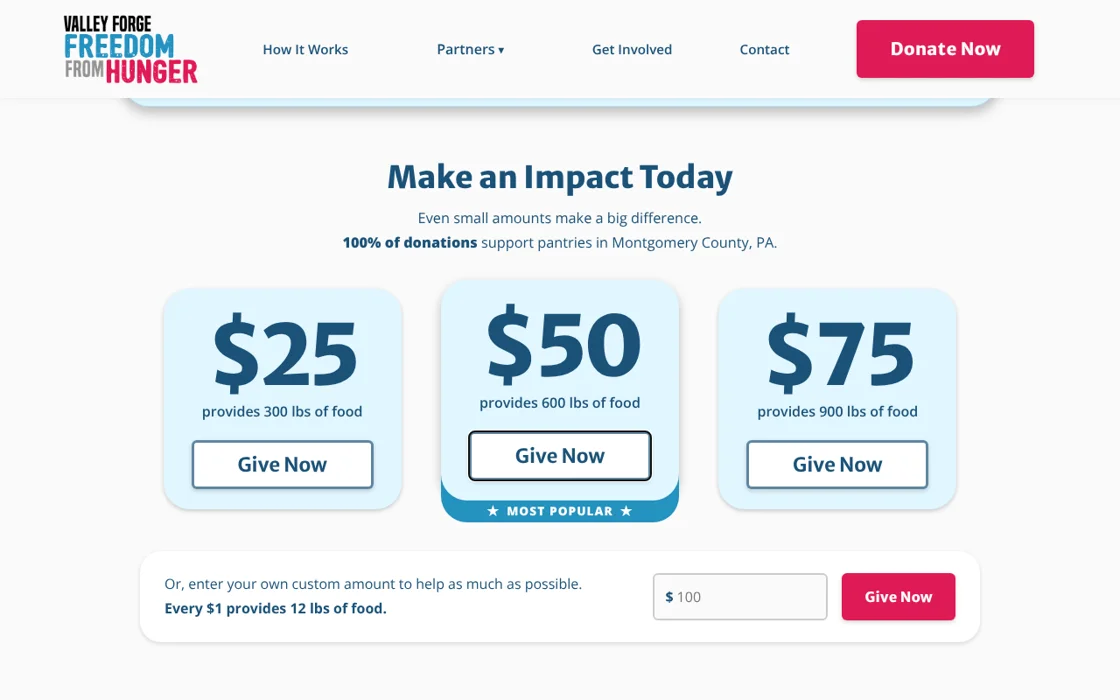 VALLEY FORGE
FREEDOM
FROM HUNGER
How It Works
Partners ▾
Get Involved
Contact
Donate Now
Make an Impact Today
Even small amounts make a big difference.
100% of donations support pantries in Montgomery County, PA.
$25
provides 300 lbs of food
Give Now
$50
provides 600 lbs of food
Give Now
★ MOST POPULAR ★
$75
provides 900 lbs of food
Give Now
Or, enter your own custom amount to help as much as possible.
Every $1 provides 12 lbs of food.
$ 100
Give Now